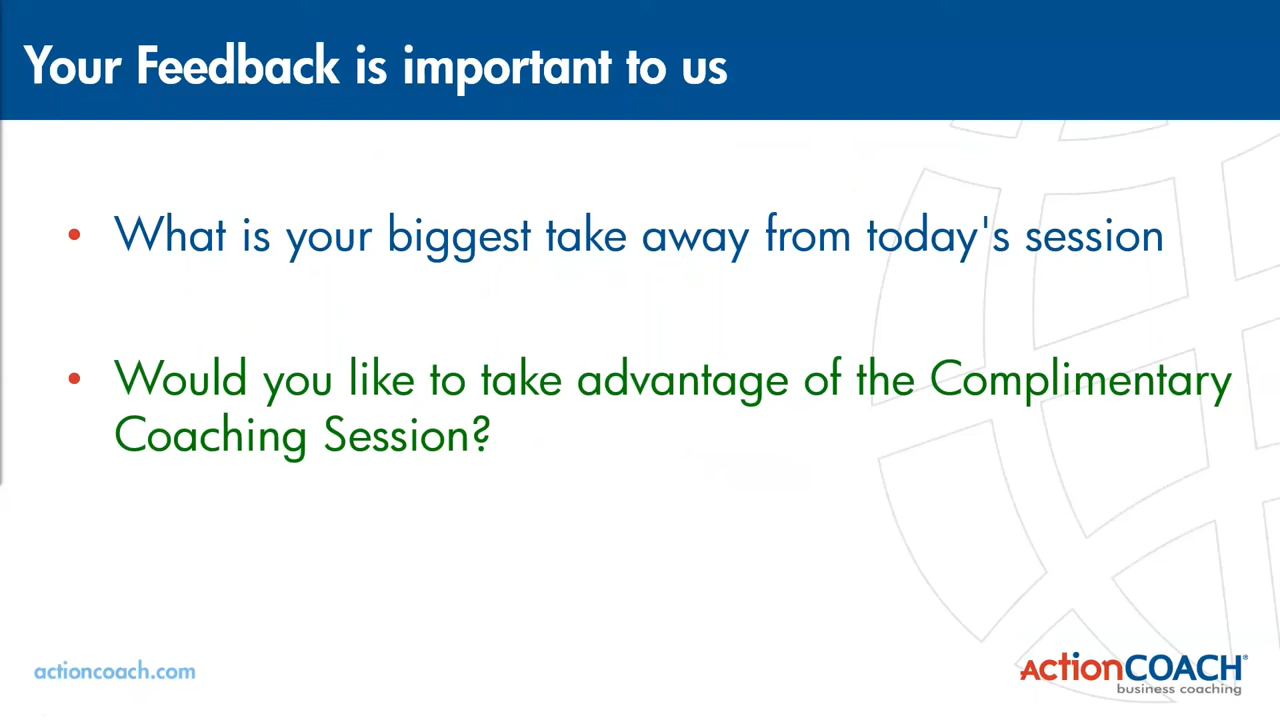 Your Feedback is important to us
• What is your biggest take away from today's session
• Would you like to take advantage of the Complimentary
Coaching Session?
actioncoach.com
ActionCOACH®
business coaching